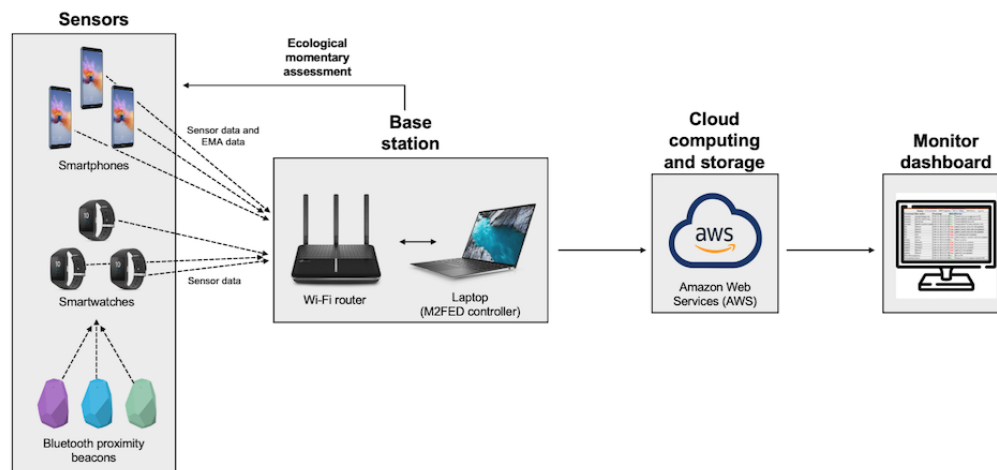 Sensors
Ecological
momentary
assessment
Sensor data and
EMA data
Smartphones
Smartwatches
Sensor data
Bluetooth proximity
beacons
Base
station
Wi-Fi router
Laptop
(M2FED controller)
Cloud
computing
and storage
aws
Amazon Web
Services (AWS)
Monitor
dashboard